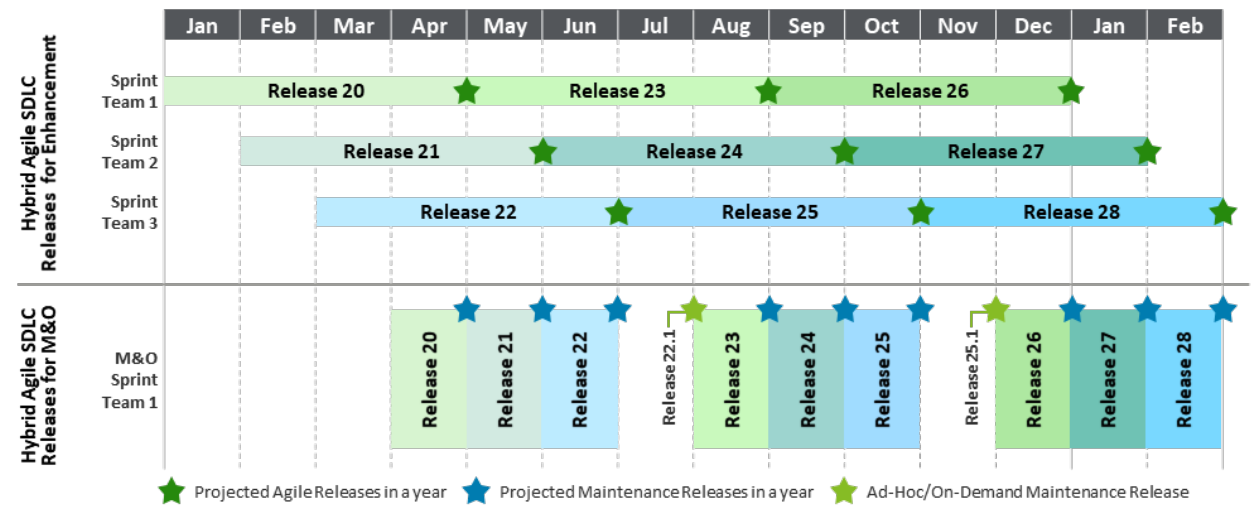 Jan Feb Mar Apr May Jun Jul Aug Sep Oct Nov Dec Jan Feb
Hybrid Agile SDLC
Releases for Enhancement
Sprint
Team 1
Release 20 Release 23 Release 26
Sprint
Team 2
Release 21 Release 24 Release 27
Sprint
Team 3
Release 22 Release 25 Release 28
Hybrid Agile SDLC
Releases for M&O
M&O
Sprint
Team 1
Release 20
Release 21
Release 22
Release 22.1
Release 23
Release 24
Release 25
Release 25.1
Release 26
Release 27
Release 28
Projected Agile Releases in a year Projected Maintenance Releases in a year Ad-Hoc/On-Demand Maintenance Release